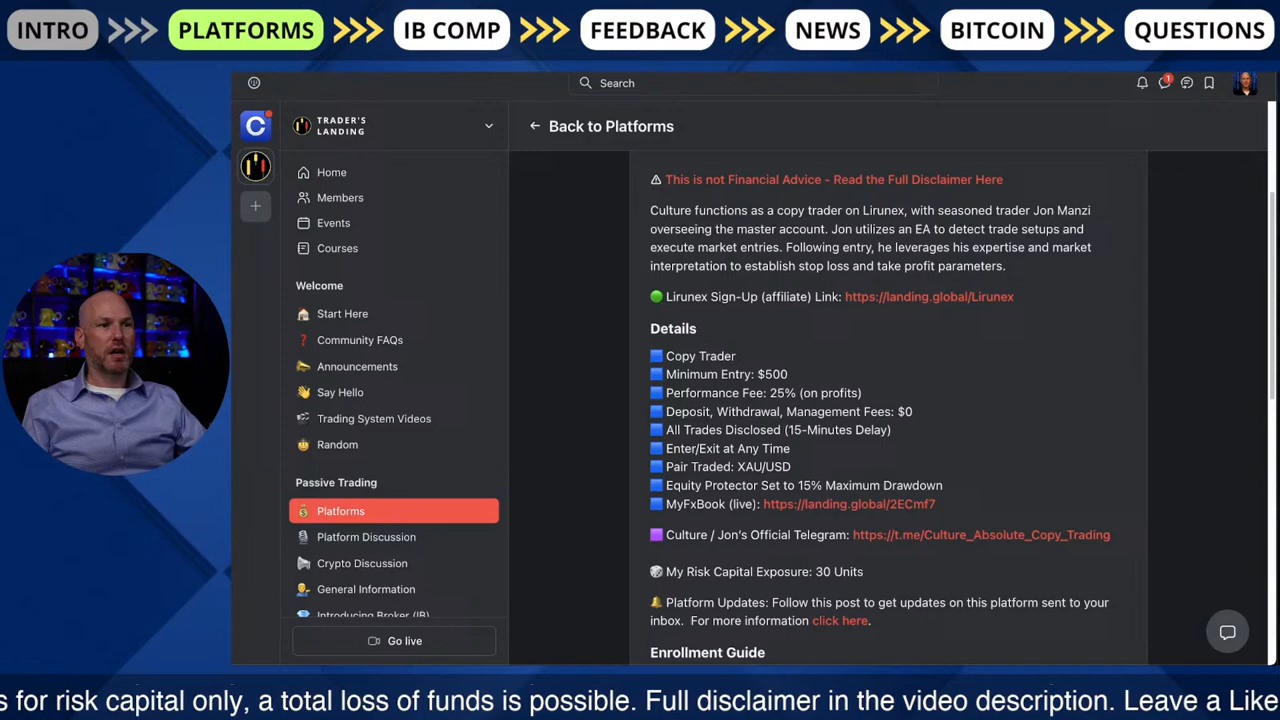 INTRO
PLATFORMS
IB COMP
FEEDBACK
NEWS
BITCOIN
QUESTIONS
Search
1
C
TRADER'S
LANDING
Home
Members
Events
Courses
Welcome
Start Here
Community FAQs
Announcements
Say Hello
Trading System Videos
Random
Passive Trading
Platforms
Platform Discussion
Crypto Discussion
General Information
Introducing Broker (IB)
Go live
← Back to Platforms
⚠ This is not Financial Advice - Read the Full Disclaimer Here
Culture functions as a copy trader on Lirunex, with seasoned trader Jon Manzi
overseeing the master account. Jon utilizes an EA to detect trade setups and
execute market entries. Following entry, he leverages his expertise and market
interpretation to establish stop loss and take profit parameters.
🟢 Lirunex Sign-Up (affiliate) Link: https://landing.global/Lirunex
Details
🟦 Copy Trader
🟦 Minimum Entry: $500
🟦 Performance Fee: 25% (on profits)
🟦 Deposit, Withdrawal, Management Fees: $0
🟦 All Trades Disclosed (15-Minutes Delay)
🟦 Enter/Exit at Any Time
🟦 Pair Traded: XAU/USD
🟦 Equity Protector Set to 15% Maximum Drawdown
🟦 MyFxBook (live): https://landing.global/2ECmf7
🟪 Culture / Jon's Official Telegram: https://t.me/Culture_Absolute_Copy_Trading
🎲 My Risk Capital Exposure: 30 Units
🔔 Platform Updates: Follow this post to get updates on this platform sent to your
inbox. For more information click here.
Enrollment Guide
s for risk capital only, a total loss of funds is possible. Full disclaimer in the video description. Leave a Like